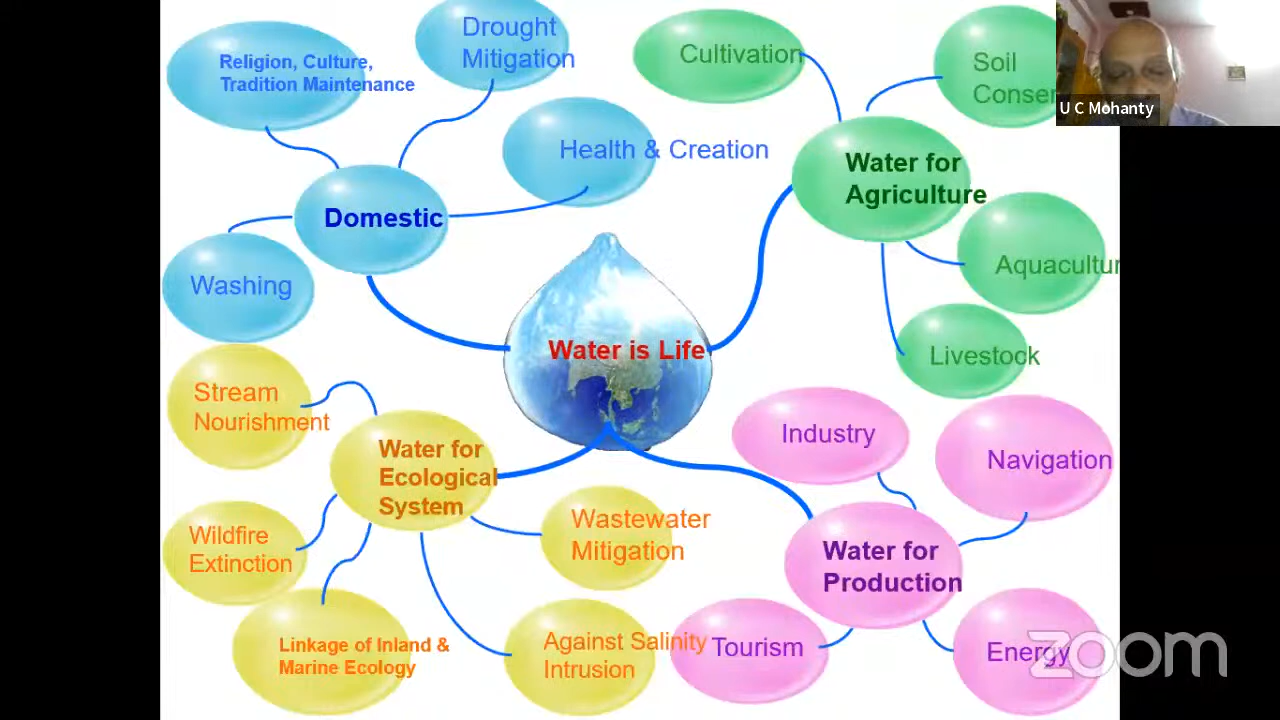 Religion, Culture,
Tradition Maintenance
Drought
Mitigation
Health & Creation
Domestic
Washing
Cultivation
Soil
Conser
U C Mohanty
Water for
Agriculture
Aquacultur
Livestock
Water is Life
Stream
Nourishment
Water for
Ecological
System
Wildfire
Extinction
Linkage of Inland &
Marine Ecology
Wastewater
Mitigation
Against Salinity
Intrusion
Industry
Navigation
Water for
Production
Tourism
Energy
zoom